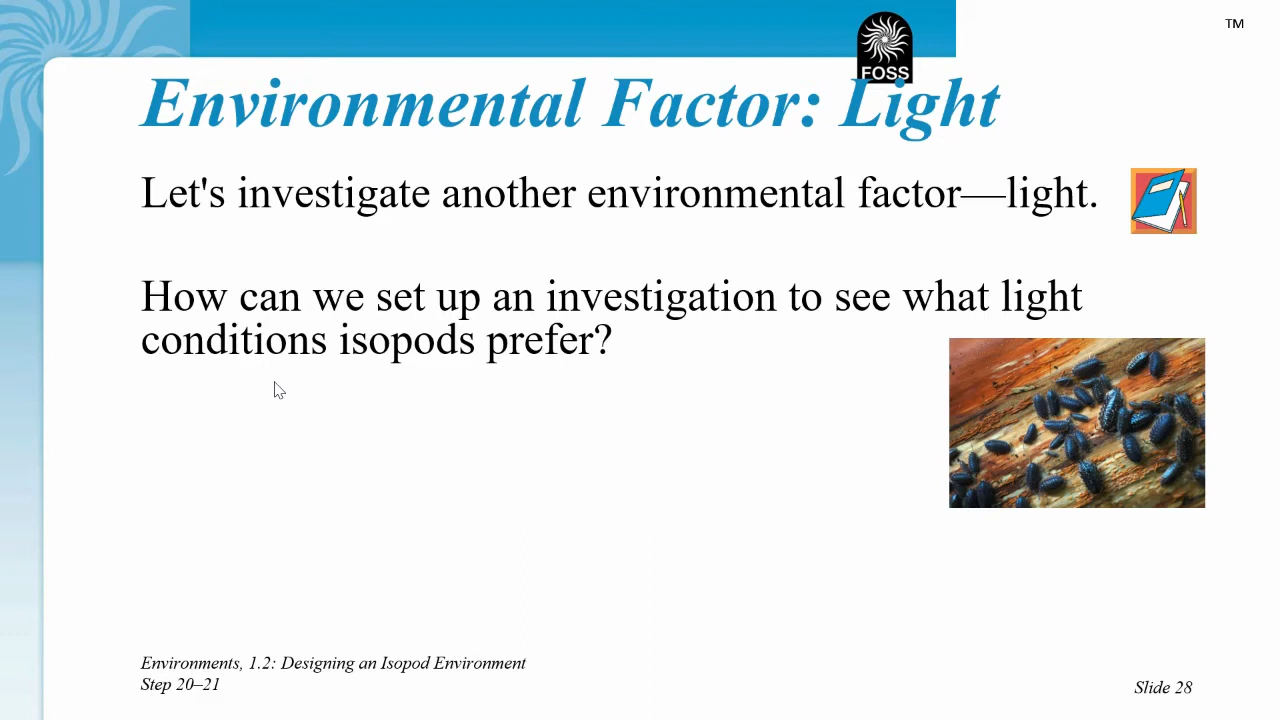 TM
FOSS
Environmental Factor: Light
Let's investigate another environmental factor—light.
How can we set up an investigation to see what light
conditions isopods prefer?
Environments, 1.2: Designing an Isopod Environment
Step 20–21
Slide 28